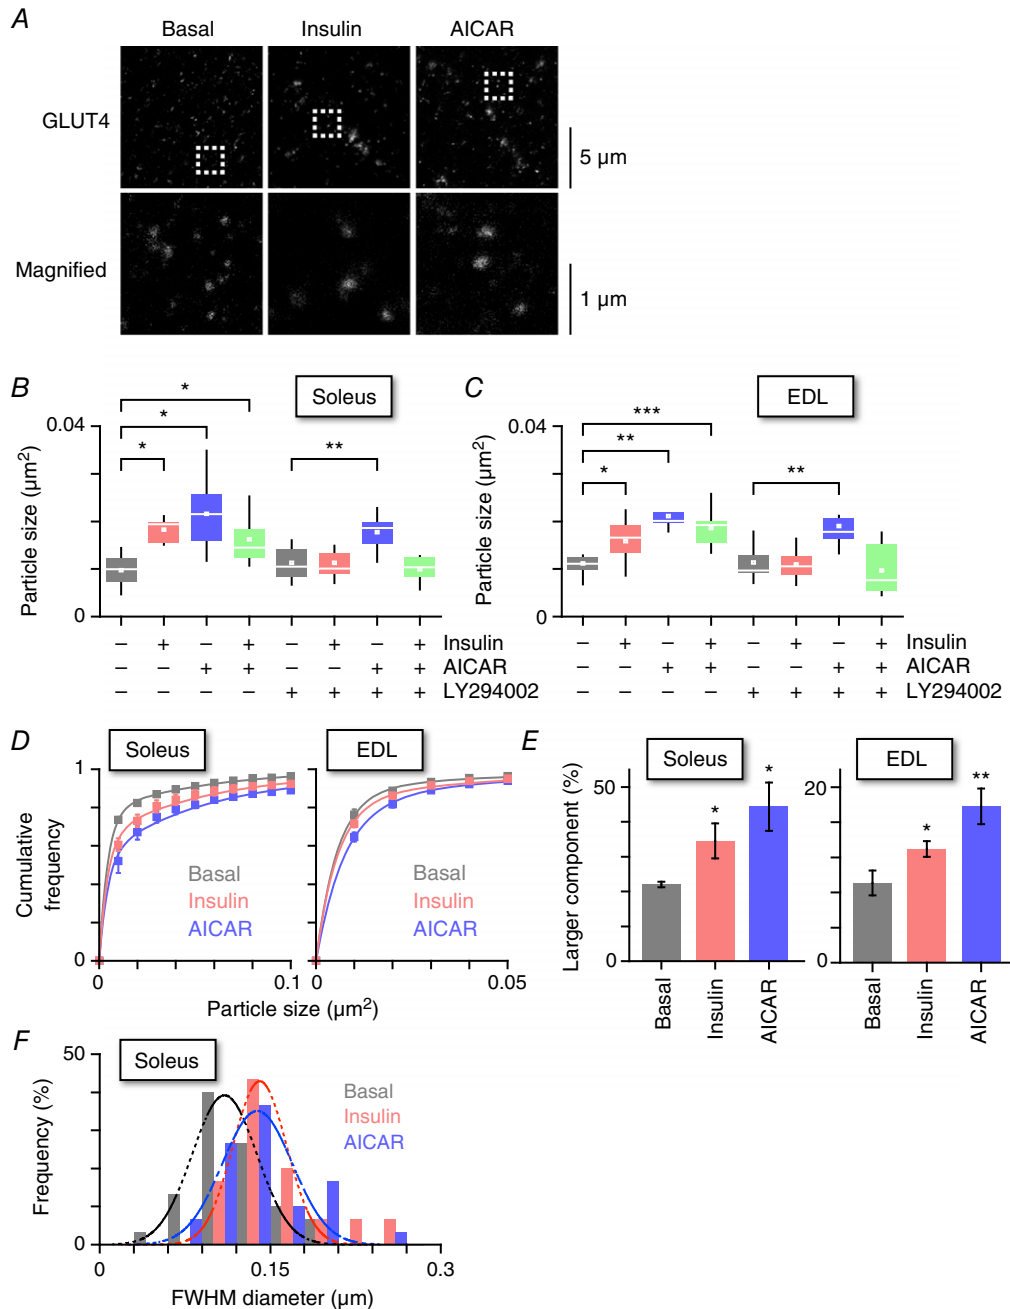 A
Basal Insulin AICAR
GLUT4
5 µm
Magnified
1 µm
B
Soleus
* * *
**
0.04
Particle size (µm²)
0
– + – + – – – + Insulin
– – + + – – + + AICAR
– – – – + + + + LY294002
C
EDL
***
**
*
**
0.04
Particle size (µm²)
0
– + – + – + – + Insulin
– – + + – – + + AICAR
– – – – + + + + LY294002
D
Soleus
EDL
1
Cumulative frequency
0
Basal
Insulin
AICAR
Basal
Insulin
AICAR
0 0.1 0 0.05
Particle size (µm²)
E
Soleus
EDL
50
Larger component (%)
0
* *
Basal Insulin AICAR
20
0
* **
Basal Insulin AICAR
F
Soleus
50
Frequency (%)
0
Basal
Insulin
AICAR
0 0.15 0.3
FWHM diameter (µm)